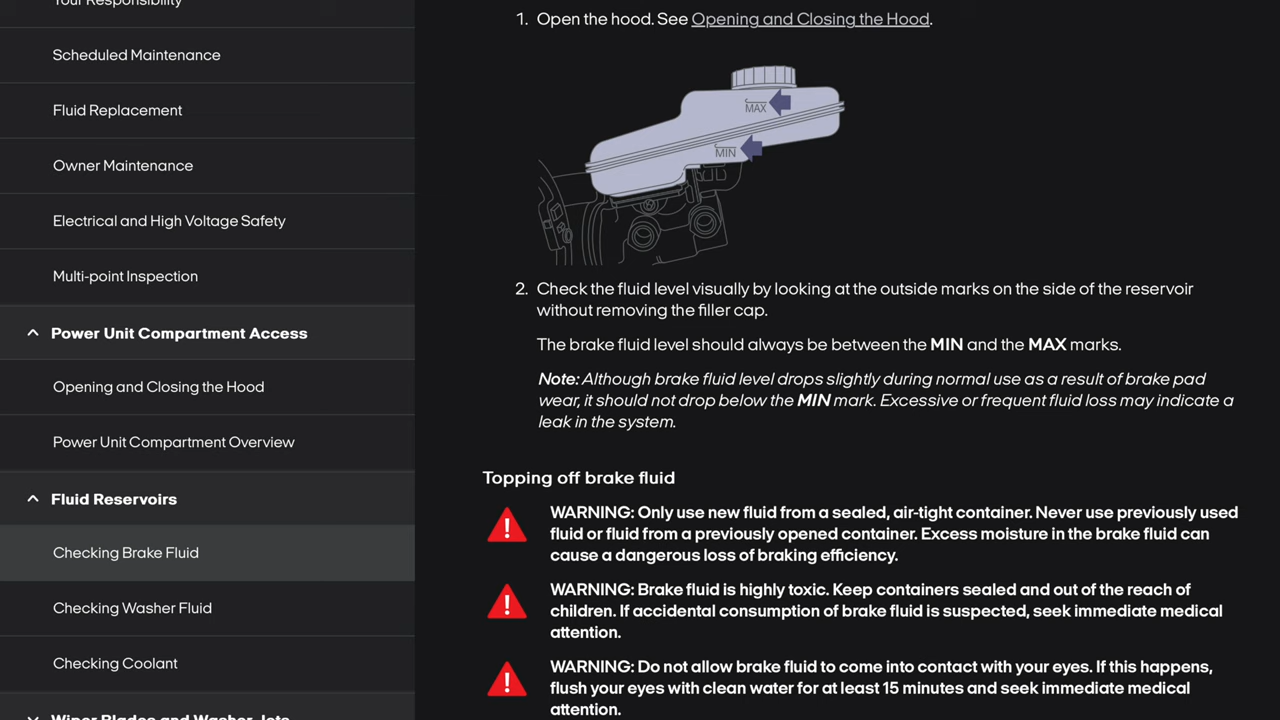 Your Responsibility
Scheduled Maintenance
Fluid Replacement
Owner Maintenance
Electrical and High Voltage Safety
Multi-point Inspection
Power Unit Compartment Access
Opening and Closing the Hood
Power Unit Compartment Overview
Fluid Reservoirs
Checking Brake Fluid
Checking Washer Fluid
Checking Coolant
Wiper Blades and Washer Jets
1. Open the hood. See Opening and Closing the Hood.
MAX
MIN
2. Check the fluid level visually by looking at the outside marks on the side of the reservoir
without removing the filler cap.
The brake fluid level should always be between the MIN and the MAX marks.
Note: Although brake fluid level drops slightly during normal use as a result of brake pad
wear, it should not drop below the MIN mark. Excessive or frequent fluid loss may indicate a
leak in the system.
Topping off brake fluid
WARNING: Only use new fluid from a sealed, air-tight container. Never use previously used
fluid or fluid from a previously opened container. Excess moisture in the brake fluid can
cause a dangerous loss of braking efficiency.
WARNING: Brake fluid is highly toxic. Keep containers sealed and out of the reach of
children. If accidental consumption of brake fluid is suspected, seek immediate medical
attention.
WARNING: Do not allow brake fluid to come into contact with your eyes. If this happens,
flush your eyes with clean water for at least 15 minutes and seek immediate medical
attention.